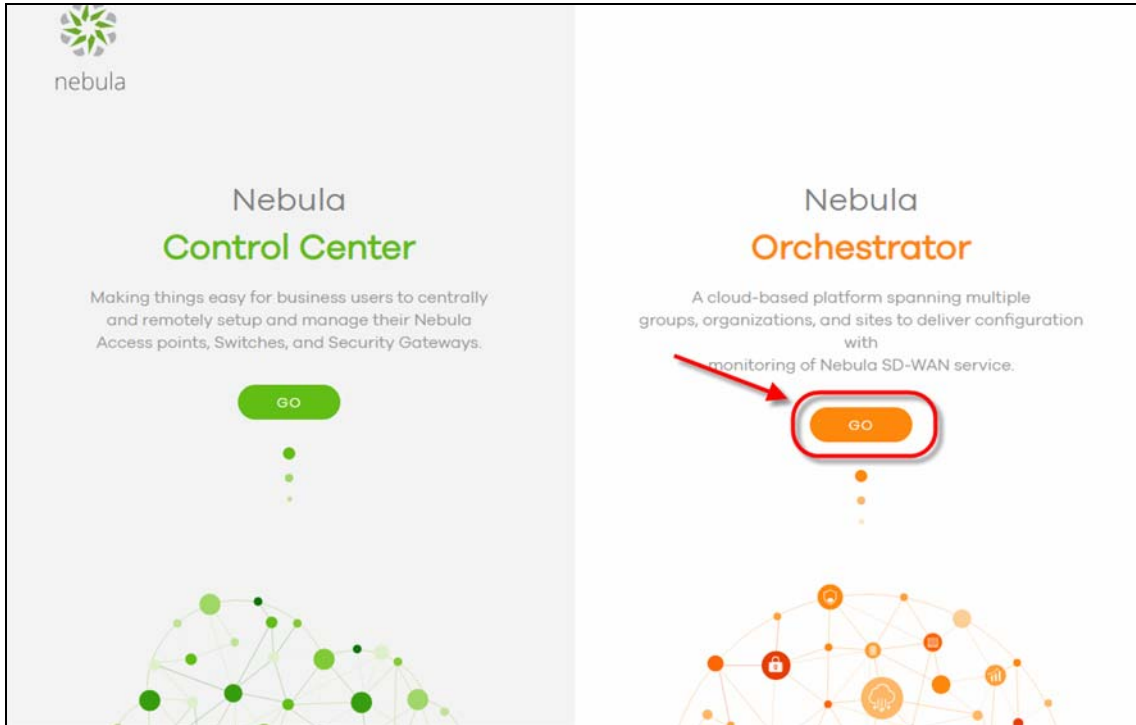 nebula
Nebula
Control Center
Making things easy for business users to centrally
and remotely setup and manage their Nebula
Access points, Switches, and Security Gateways.
GO
Nebula
Orchestrator
A cloud-based platform spanning multiple
groups, organizations, and sites to deliver configuration
with
monitoring of Nebula SD-WAN service.
GO